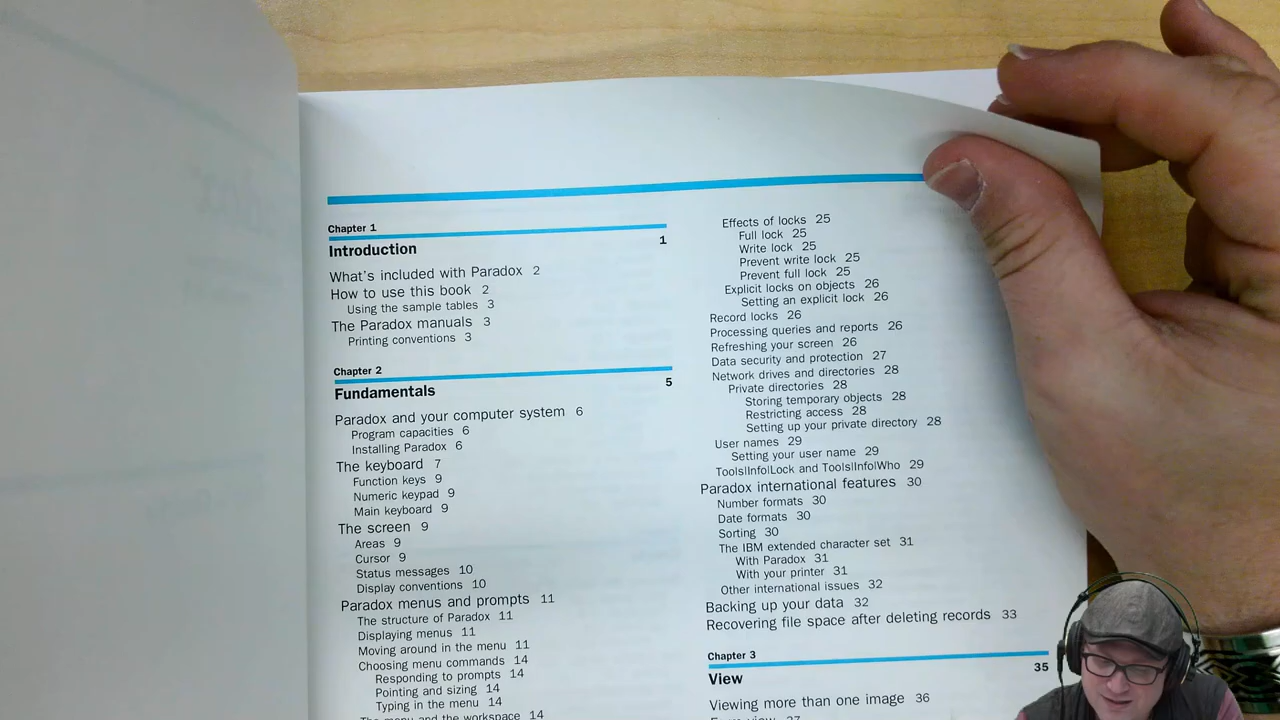 Chapter 1
Introduction 1
What's included with Paradox 2
How to use this book 2
Using the sample tables 3
The Paradox manuals 3
Printing conventions 3
Chapter 2
Fundamentals 5
Paradox and your computer system 6
Program capacities 6
Installing Paradox 6
The keyboard 7
Function keys 9
Numeric keypad 9
Main keyboard 9
The screen 9
Areas 9
Cursor 9
Status messages 10
Display conventions 10
Paradox menus and prompts 11
The structure of Paradox 11
Displaying menus 11
Moving around in the menu 11
Choosing menu commands 14
Responding to prompts 14
Pointing and sizing 14
Typing in the menu 14
The menu and the workspace 14
Effects of locks 25
Full lock 25
Write lock 25
Prevent write lock 25
Prevent full lock 25
Explicit locks on objects 26
Setting an explicit lock 26
Record locks 26
Processing queries and reports 26
Refreshing your screen 26
Data security and protection 27
Network drives and directories 28
Private directories 28
Storing temporary objects 28
Restricting access 28
Setting up your private directory 28
User names 29
Setting your user name 29
Tools|Info|Lock and Tools|Info|Who 29
Paradox international features 30
Number formats 30
Date formats 30
Sorting 30
The IBM extended character set 31
With Paradox 31
With your printer 31
Other international issues 32
Backing up your data 32
Recovering file space after deleting records 33
Chapter 3
View 35
Viewing more than one image 36
Form view 37